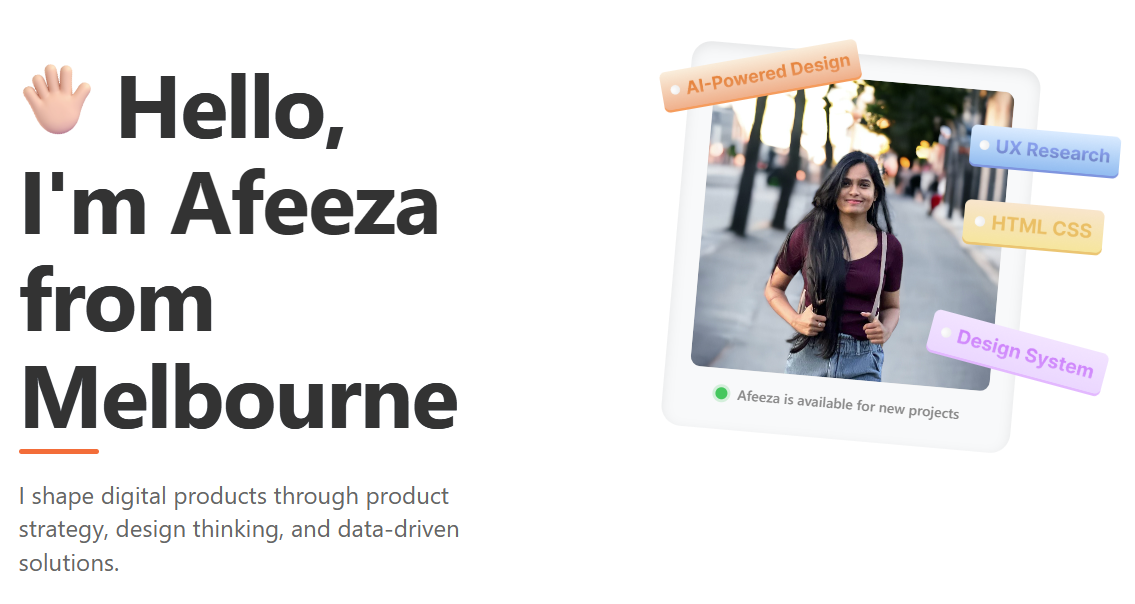 👋 Hello,
I'm Afeeza
from
Melbourne
I shape digital products through product
strategy, design thinking, and data-driven
solutions.
AI-Powered Design
UX Research
HTML CSS
Design System
Afeeza is available for new projects